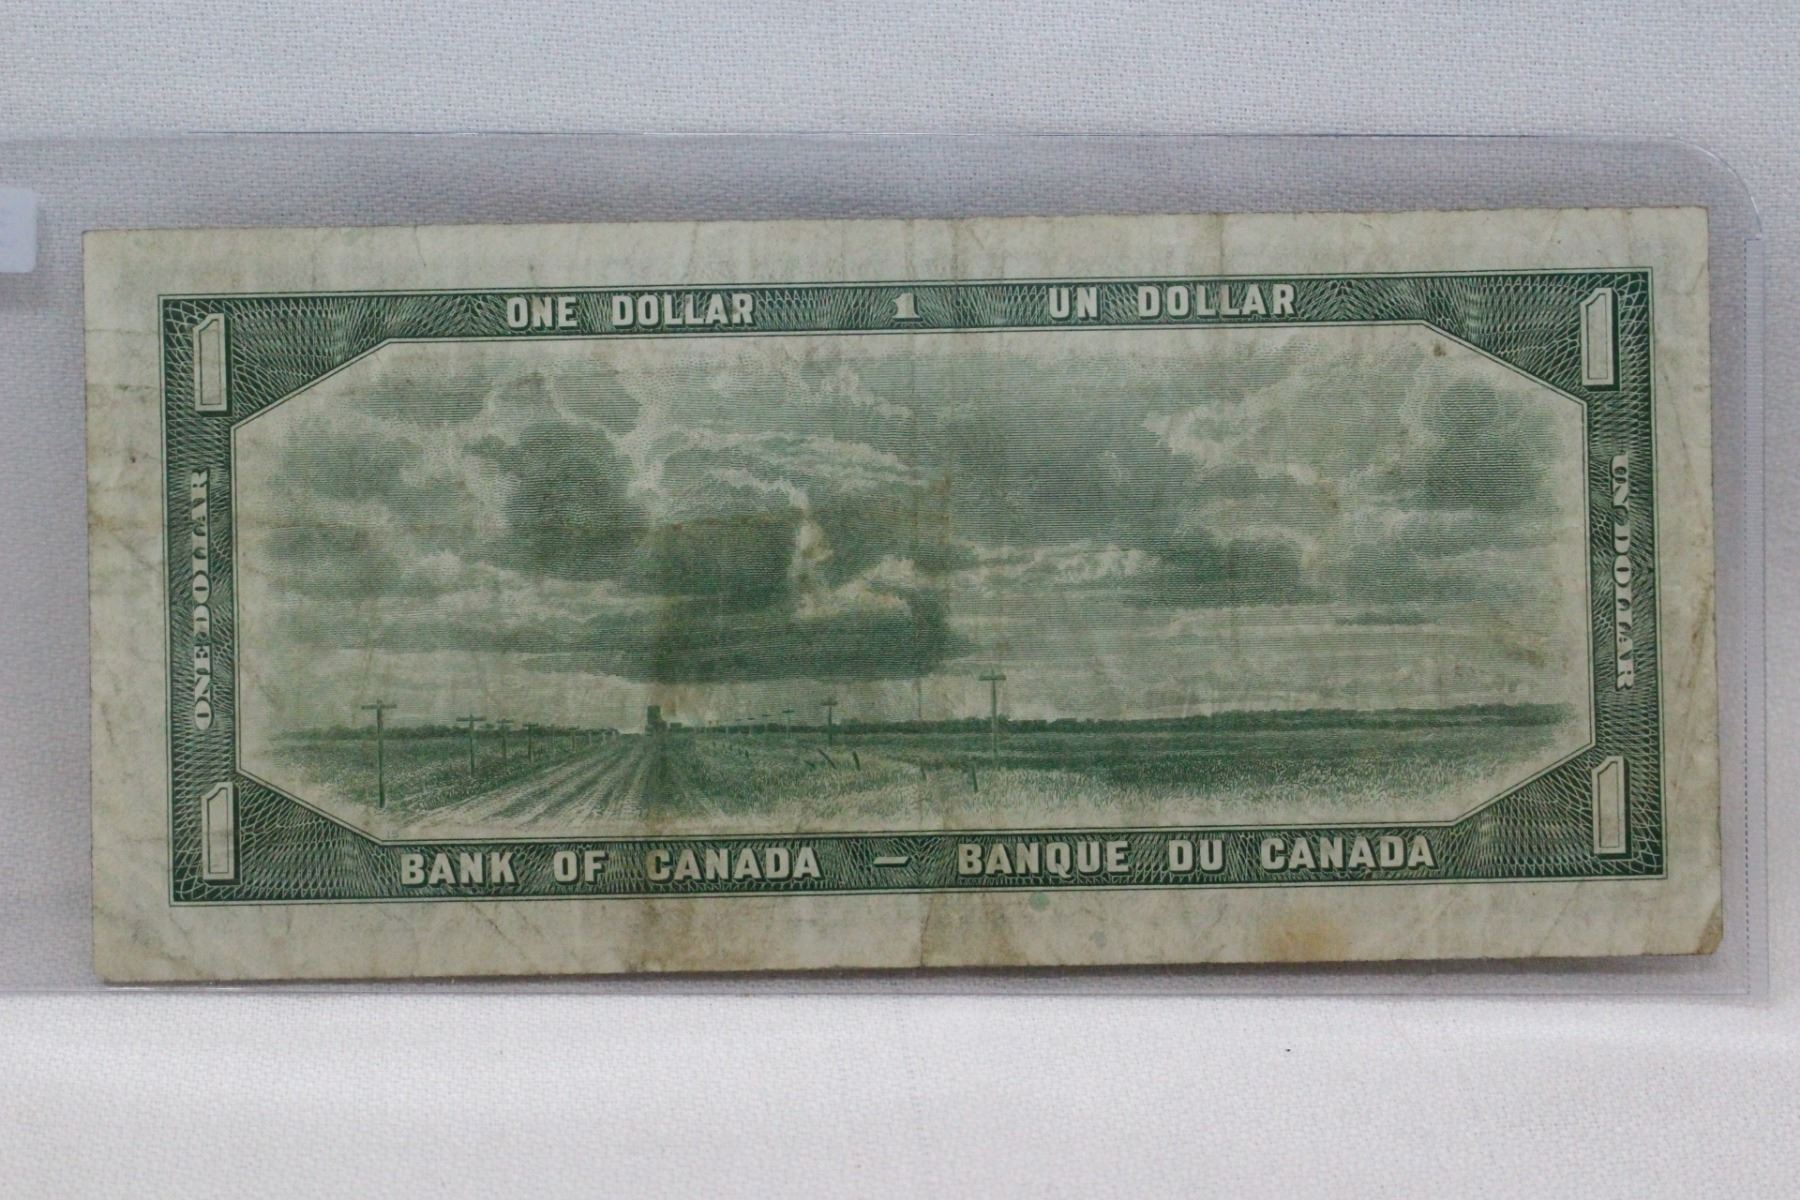 ONE DOLLAR 1 UN DOLLAR
1
1
ONE DOLLAR
UN DOLLAR
1
1
BANK OF CANADA – BANQUE DU CANADA